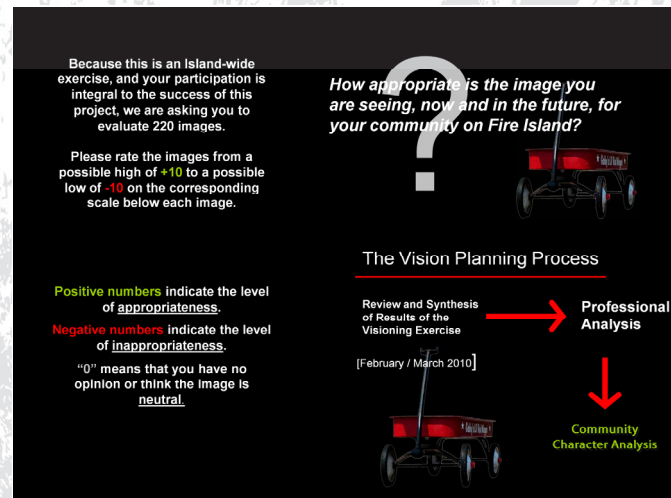 Because this is an Island-wide
exercise, and your participation is
integral to the success of this
project, we are asking you to
evaluate 220 images.
Please rate the images from a
possible high of +10 to a possible
low of -10 on the corresponding
scale below each image.
?
How appropriate is the image you
are seeing, now and in the future, for
your community on Fire Island?
Positive numbers indicate the level
of appropriateness.
Negative numbers indicate the level
of inappropriateness.
“0” means that you have no
opinion or think the image is
neutral.
The Vision Planning Process
Review and Synthesis
of Results of the
Visioning Exercise
[February / March 2010]
Professional
Analysis
Community
Character Analysis